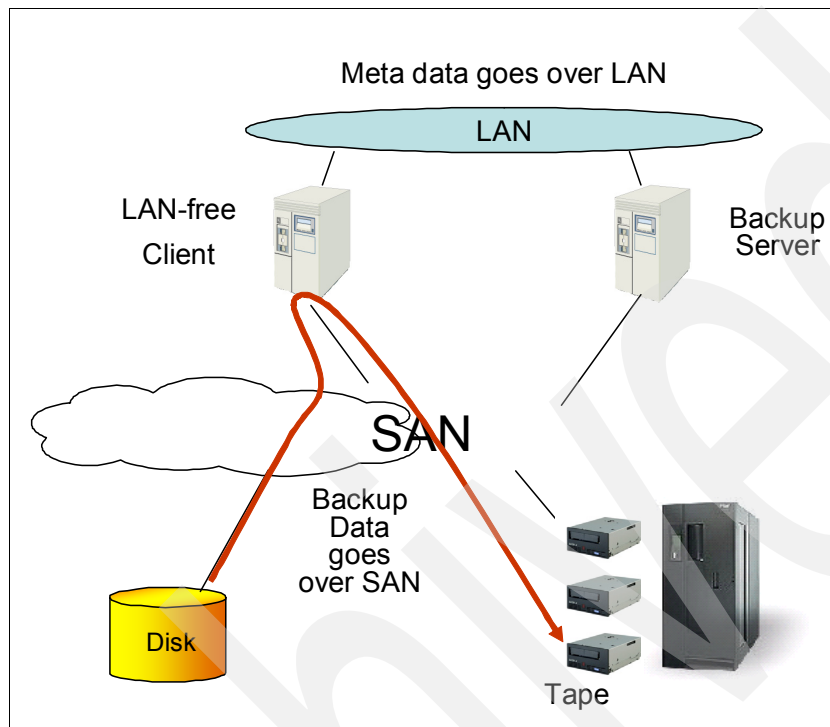 Meta data goes over LAN
LAN
LAN-free
Client
Backup
Server
SAN
Backup
Data
goes
over SAN
Disk
Tape